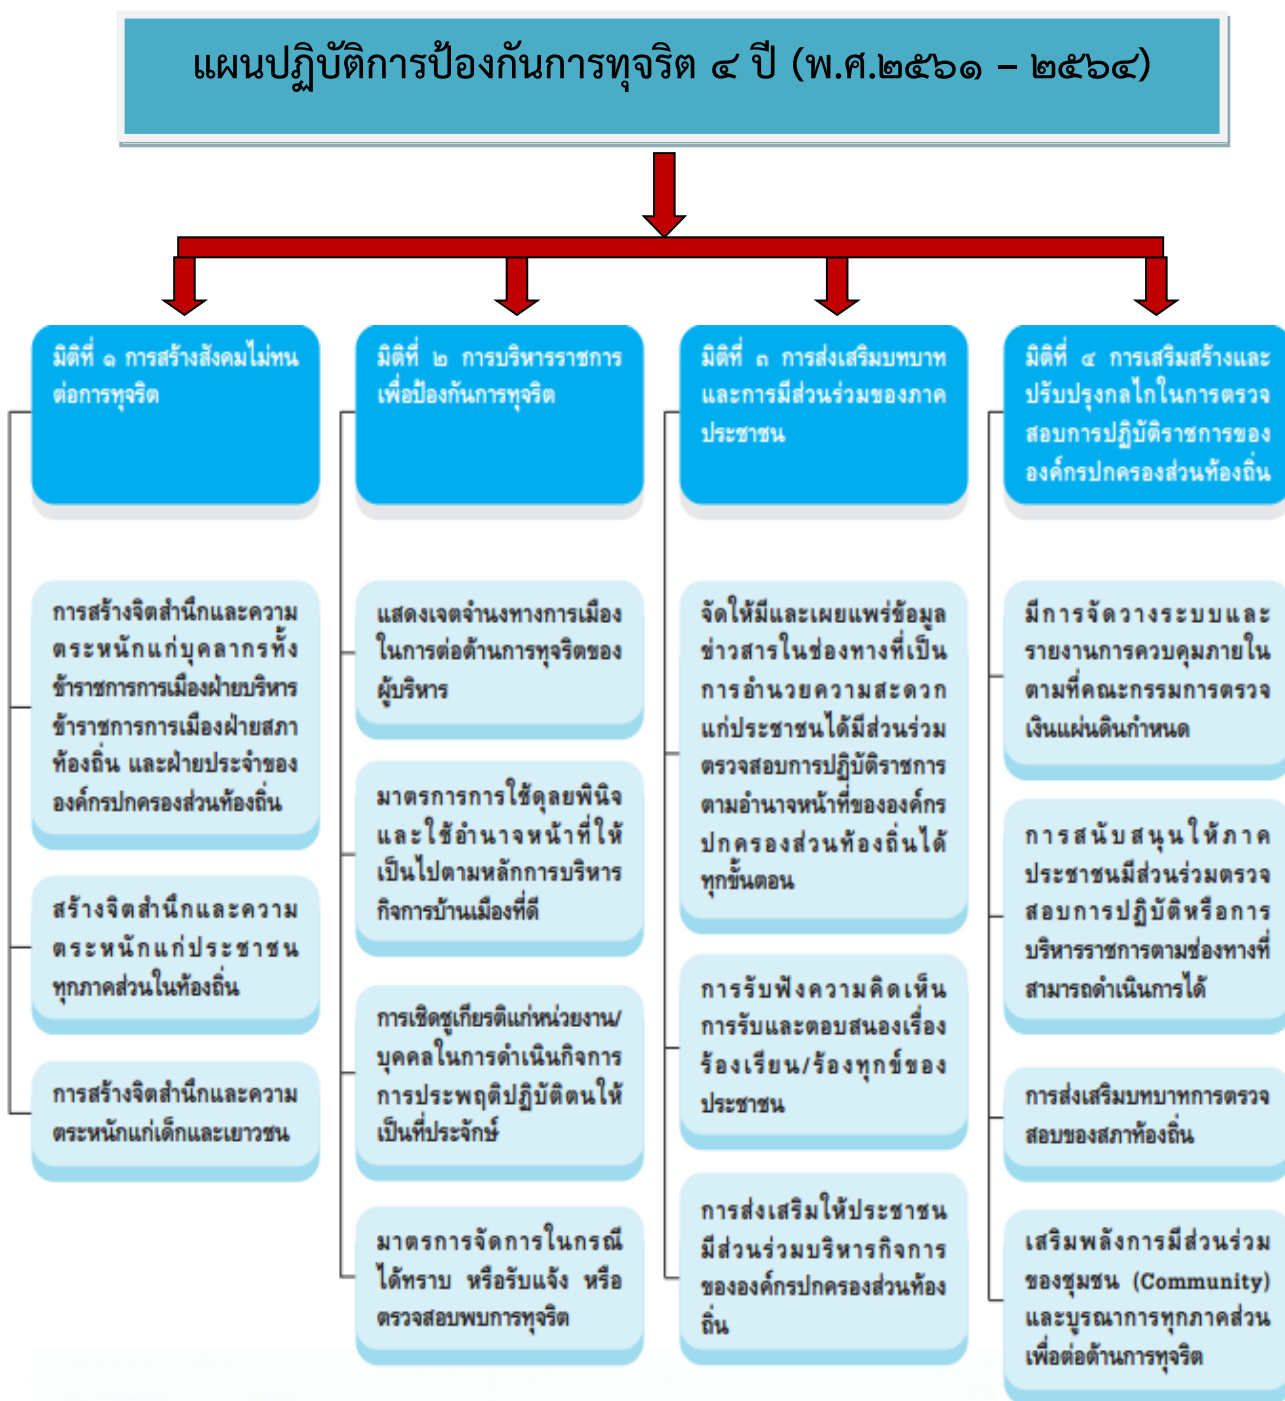 แผนปฏิบัติการป้องกันการทุจริต ๔ ปี (พ.ศ.๒๕๖๑ – ๒๕๖๔)
มิติที่ ๑ การสร้างสังคมไม่ทน
ต่อการทุจริต
การสร้างจิตสำนึกและความ
ตระหนักแก่บุคลากรทั้ง
ข้าราชการการเมืองฝ่ายบริหาร
ข้าราชการการเมืองฝ่ายสภา
ท้องถิ่น และฝ่ายประจำของ
องค์กรปกครองส่วนท้องถิ่น
สร้างจิตสำนึกและความ
ตระหนักแก่ประชาชน
ทุกภาคส่วนในท้องถิ่น
การสร้างจิตสำนึกและความ
ตระหนักแก่เด็กและเยาวชน
มิติที่ ๒ การบริหารราชการ
เพื่อป้องกันการทุจริต
แสดงเจตจำนงทางการเมือง
ในการต่อต้านการทุจริตของ
ผู้บริหาร
มาตรการการใช้ดุลยพินิจ
และใช้อำนาจหน้าที่ให้
เป็นไปตามหลักการบริหาร
กิจการบ้านเมืองที่ดี
การเชิดชูเกียรติแก่หน่วยงาน/
บุคคลในการดำเนินกิจการ
การประพฤติปฏิบัติตนให้
เป็นที่ประจักษ์
มาตรการจัดการในกรณี
ได้ทราบ หรือรับแจ้ง หรือ
ตรวจสอบพบการทุจริต
มิติที่ ๓ การส่งเสริมบทบาท
และการมีส่วนร่วมของภาค
ประชาชน
จัดให้มีและเผยแพร่ข้อมูล
ข่าวสารในช่องทางที่เป็น
การอำนวยความสะดวก
แก่ประชาชนได้มีส่วนร่วม
ตรวจสอบการปฏิบัติราชการ
ตามอำนาจหน้าที่ขององค์กร
ปกครองส่วนท้องถิ่นได้
ทุกขั้นตอน
การรับฟังความคิดเห็น
การรับและตอบสนองเรื่อง
ร้องเรียน/ร้องทุกข์ของ
ประชาชน
การส่งเสริมให้ประชาชน
มีส่วนร่วมบริหารกิจการ
ขององค์กรปกครองส่วนท้อง
ถิ่น
มิติที่ ๔ การเสริมสร้างและ
ปรับปรุงกลไกในการตรวจ
สอบการปฏิบัติราชการของ
องค์กรปกครองส่วนท้องถิ่น
มีการจัดวางระบบและ
รายงานการควบคุมภายใน
ตามที่คณะกรรมการตรวจ
เงินแผ่นดินกำหนด
การสนับสนุนให้ภาค
ประชาชนมีส่วนร่วมตรวจ
สอบการปฏิบัติหรือการ
บริหารราชการตามช่องทางที่
สามารถดำเนินการได้
การส่งเสริมบทบาทการตรวจ
สอบของสภาท้องถิ่น
เสริมพลังการมีส่วนร่วม
ของชุมชน (Community)
และบูรณาการทุกภาคส่วน
เพื่อต่อต้านการทุจริต